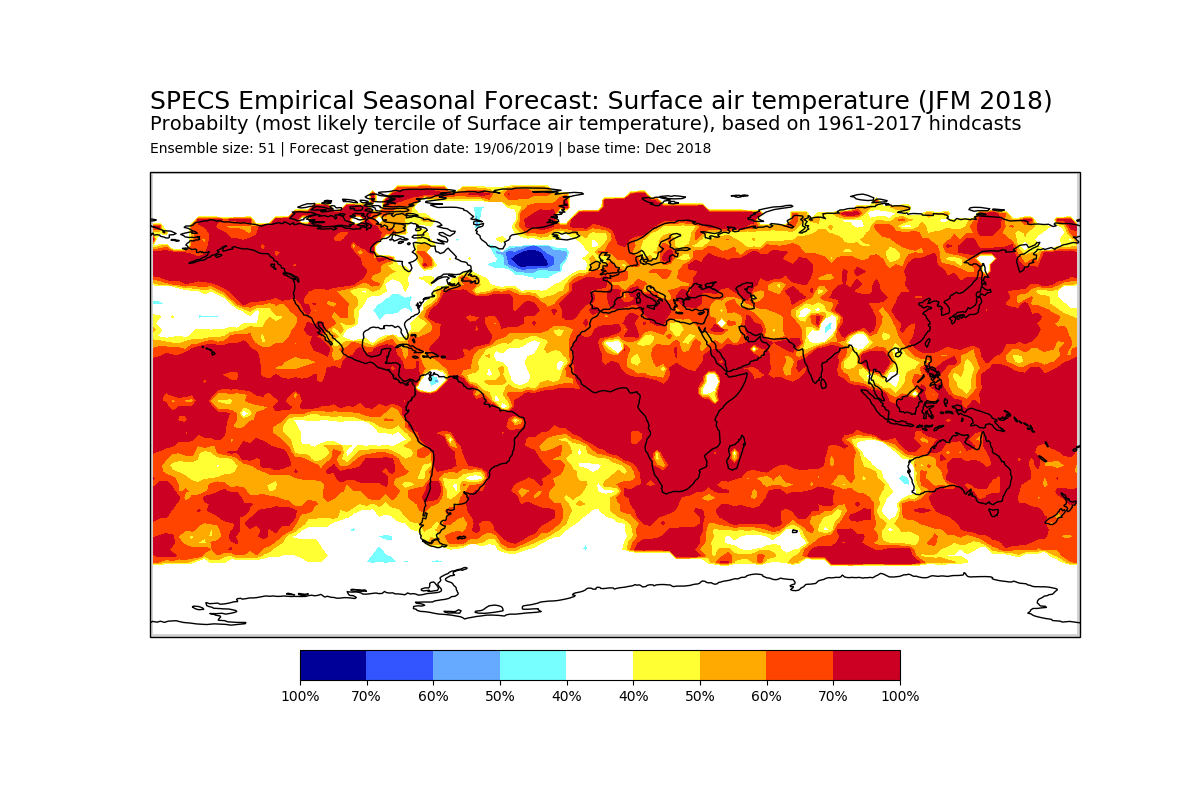 SPECS Empirical Seasonal Forecast: Surface air temperature (JFM 2018)
Probabilty (most likely tercile of Surface air temperature), based on 1961-2017 hindcasts
Ensemble size: 51 | Forecast generation date: 19/06/2019 | base time: Dec 2018
100% 70% 60% 50% 40% 40% 50% 60% 70% 100%